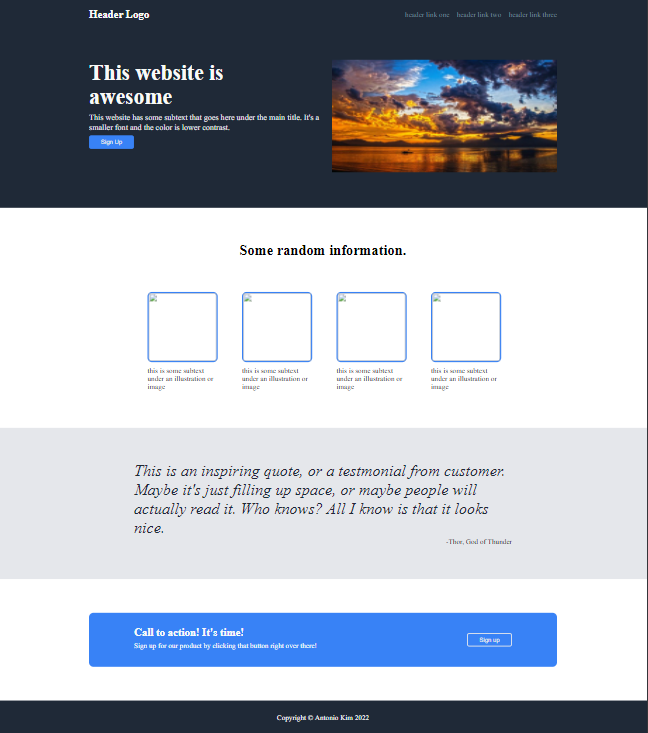 Header Logo
header link one header link two header link three
This website is
awesome
This website has some subtext that goes here under the main title. It's a
smaller font and the color is lower contrast.
Sign Up
Some random information.
this is some subtext
under an illustration or
image
this is some subtext
under an illustration or
image
this is some subtext
under an illustration or
image
this is some subtext
under an illustration or
image
This is an inspiring quote, or a testmonial from customer.
Maybe it's just filling up space, or maybe people will
actually read it. Who knows? All I know is that it looks
nice.
-Thor, God of Thunder
Call to action! It's time!
Sign up for our product by clicking that button right over there!
Sign up
Copyright © Antonio Kim 2022